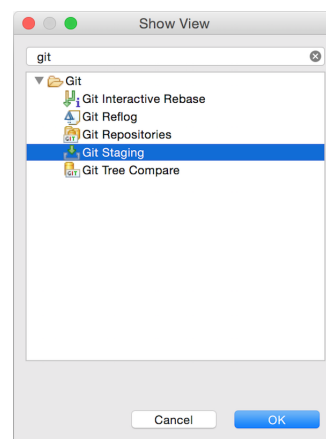 Show View
git
Git
Git Interactive Rebase
Git Reflog
Git Repositories
Git Staging
Git Tree Compare
Cancel
OK